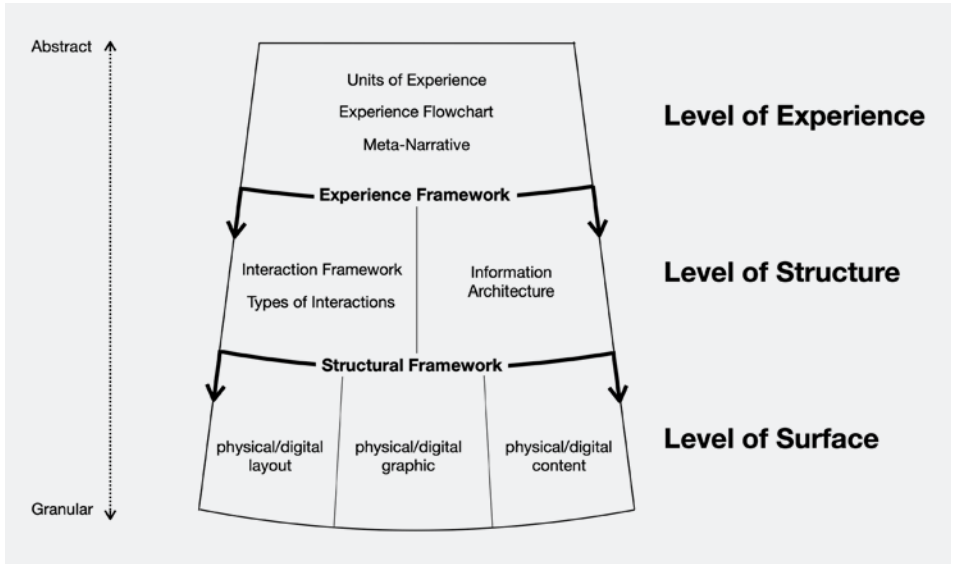 Abstract
Units of Experience
Experience Flowchart
Meta-Narrative
Level of Experience
Experience Framework
Interaction Framework
Types of Interactions
Information
Architecture
Level of Structure
Structural Framework
physical/digital
layout
physical/digital
graphic
physical/digital
content
Level of Surface
Granular